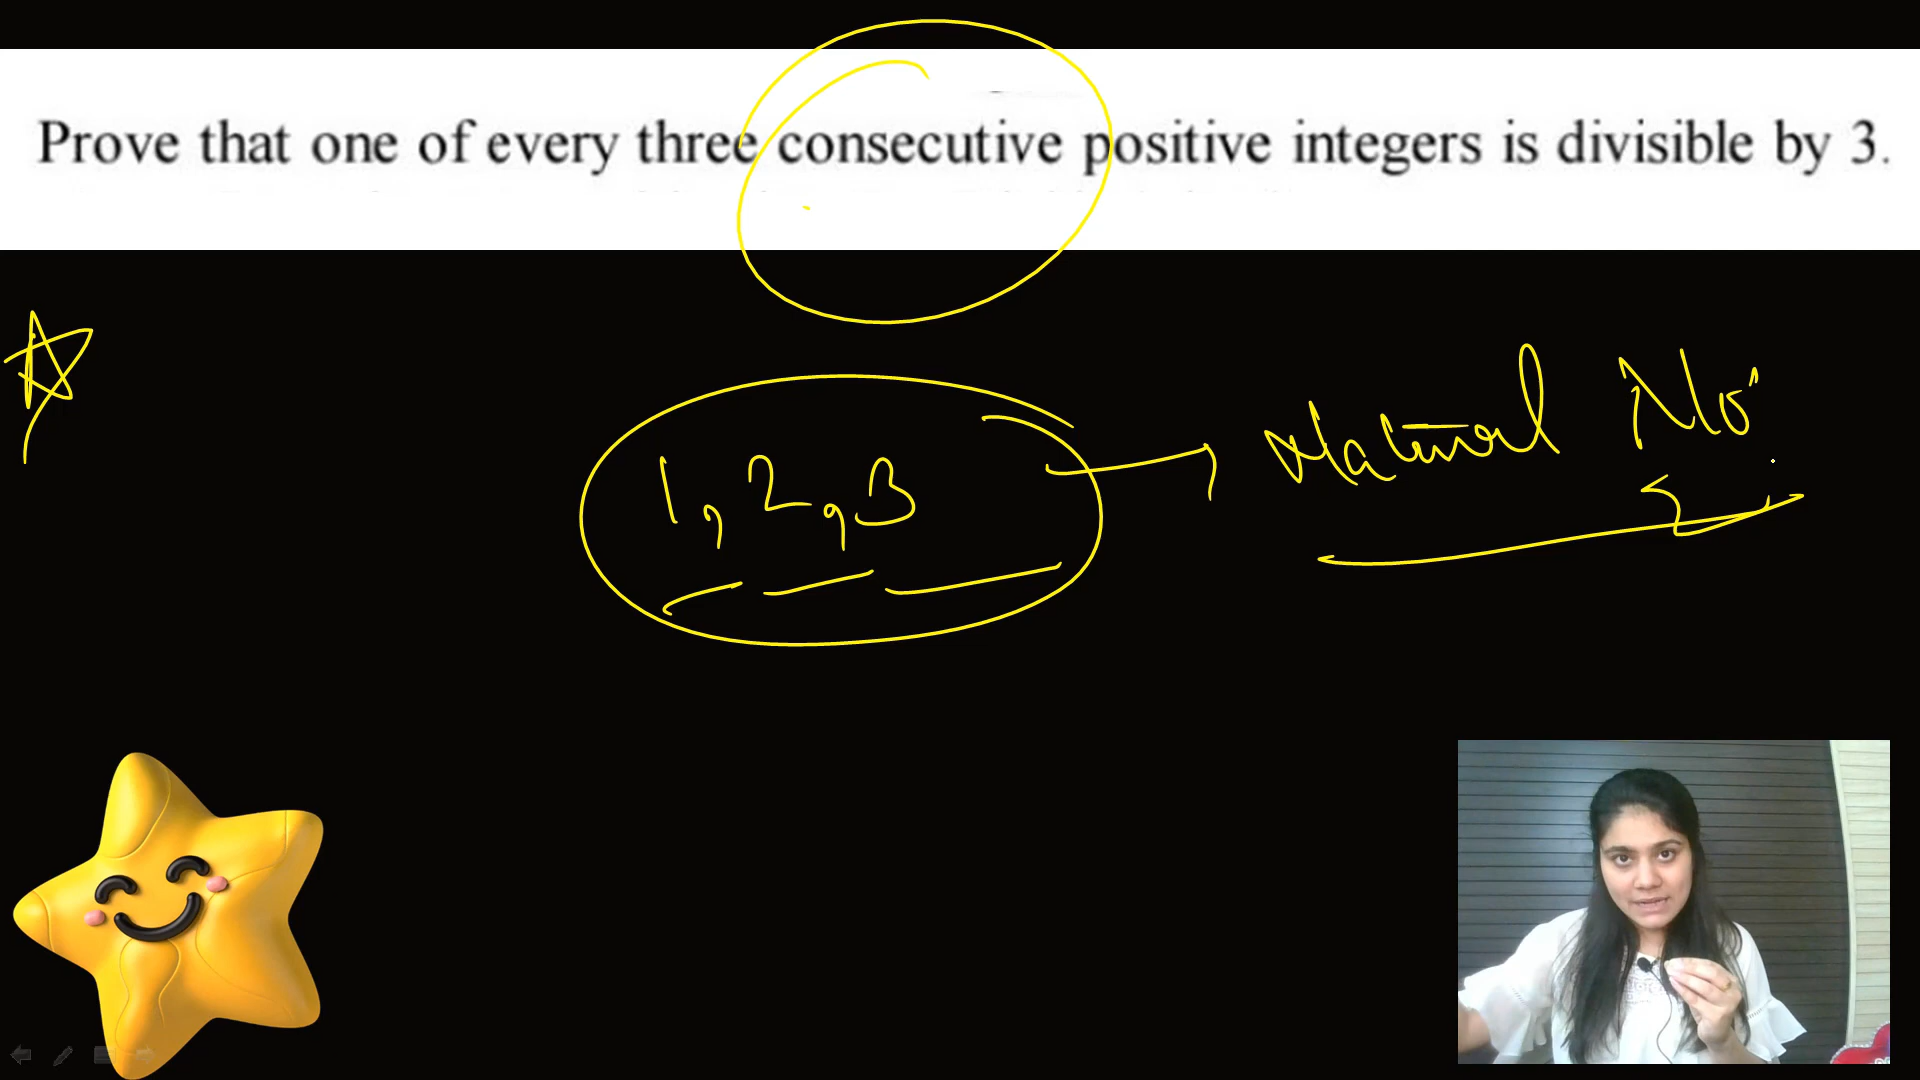 Prove that one of every three consecutive positive integers is divisible by 3.
1, 2, 3
Natural No.